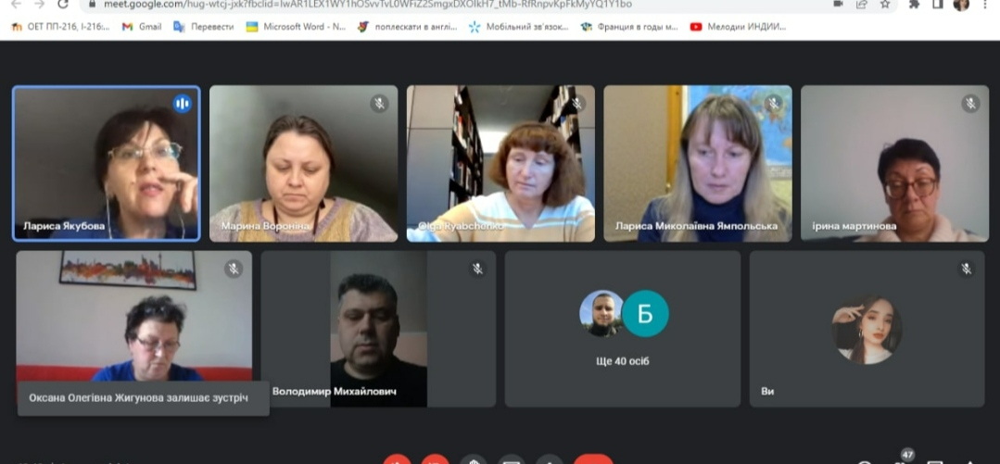 meet.google.com/hug-wtcj-jxk?fbclid=
ОЕТ ПП-216, І-216:...
Gmail
Перевести
Microsoft Word - N...
поплескати в англі...
Мобільний зв'язок...
Франция в годы м...
Мелодии ИНДИИ...
Лариса Якубова
Марина Вороніна
Olga Ryabchenko
Лариса Миколаївна Ямпольська
ірина мартинова
Б
Ще 40 осіб
Володимир Михайлович
Ви
Оксана Олегівна Жигунова залишає зустріч
47